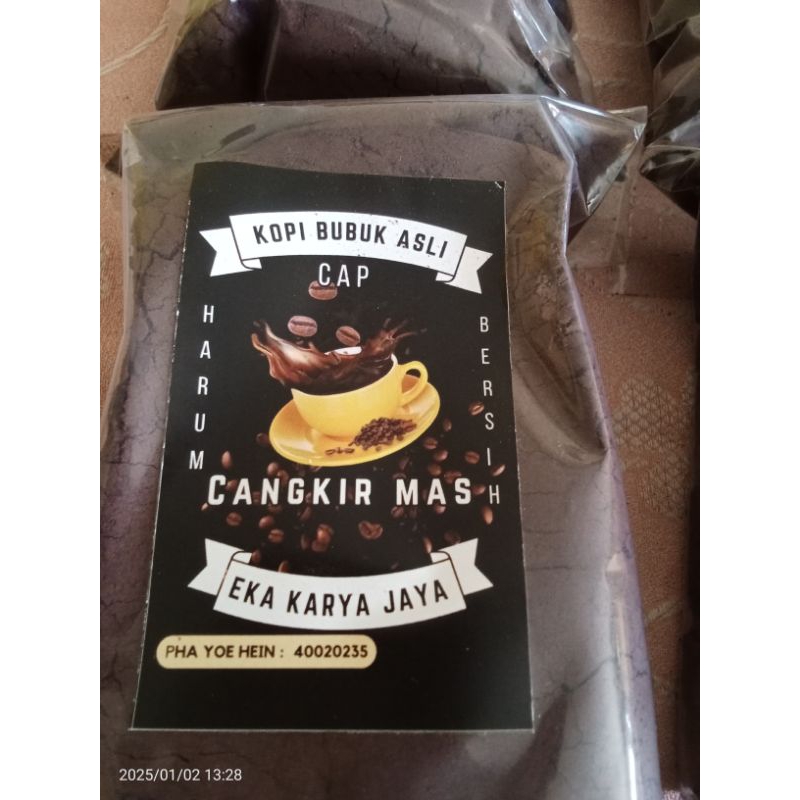 KOPI BUBUK ASLI
CAP
HARUM
BERSIH
CANGKIR MAS
EKA KARYA JAYA
PHA YOE HEIN : 40020235
2025/01/02 13:28